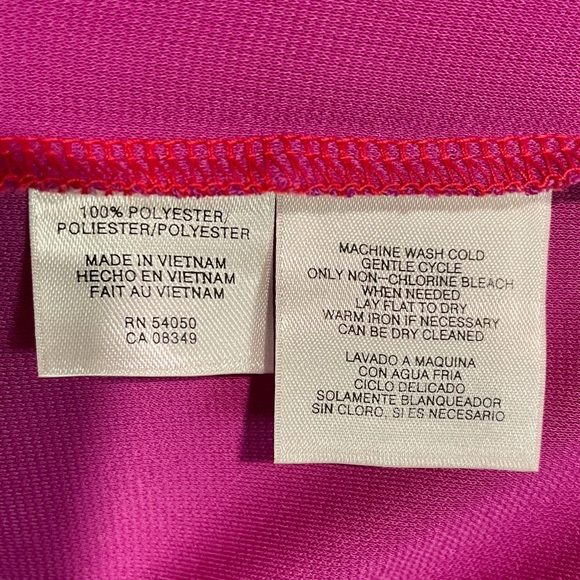 100% POLYESTER/
POLIESTER/POLYESTER
MADE IN VIETNAM
HECHO EN VIETNAM
FAIT AU VIETNAM
RN 54050
CA 08349
MACHINE WASH COLD
GENTLE CYCLE
ONLY NON-CHLORINE BLEACH
WHEN NEEDED
LAY FLAT TO DRY
WARM IRON IF NECESSARY
CAN BE DRY CLEANED
LAVADO A MAQUINA
CON AGUA FRIA
CICLO DELICADO
SOLAMENTE BLANQUEADOR
SIN CLORO, SI ES NECESARIO